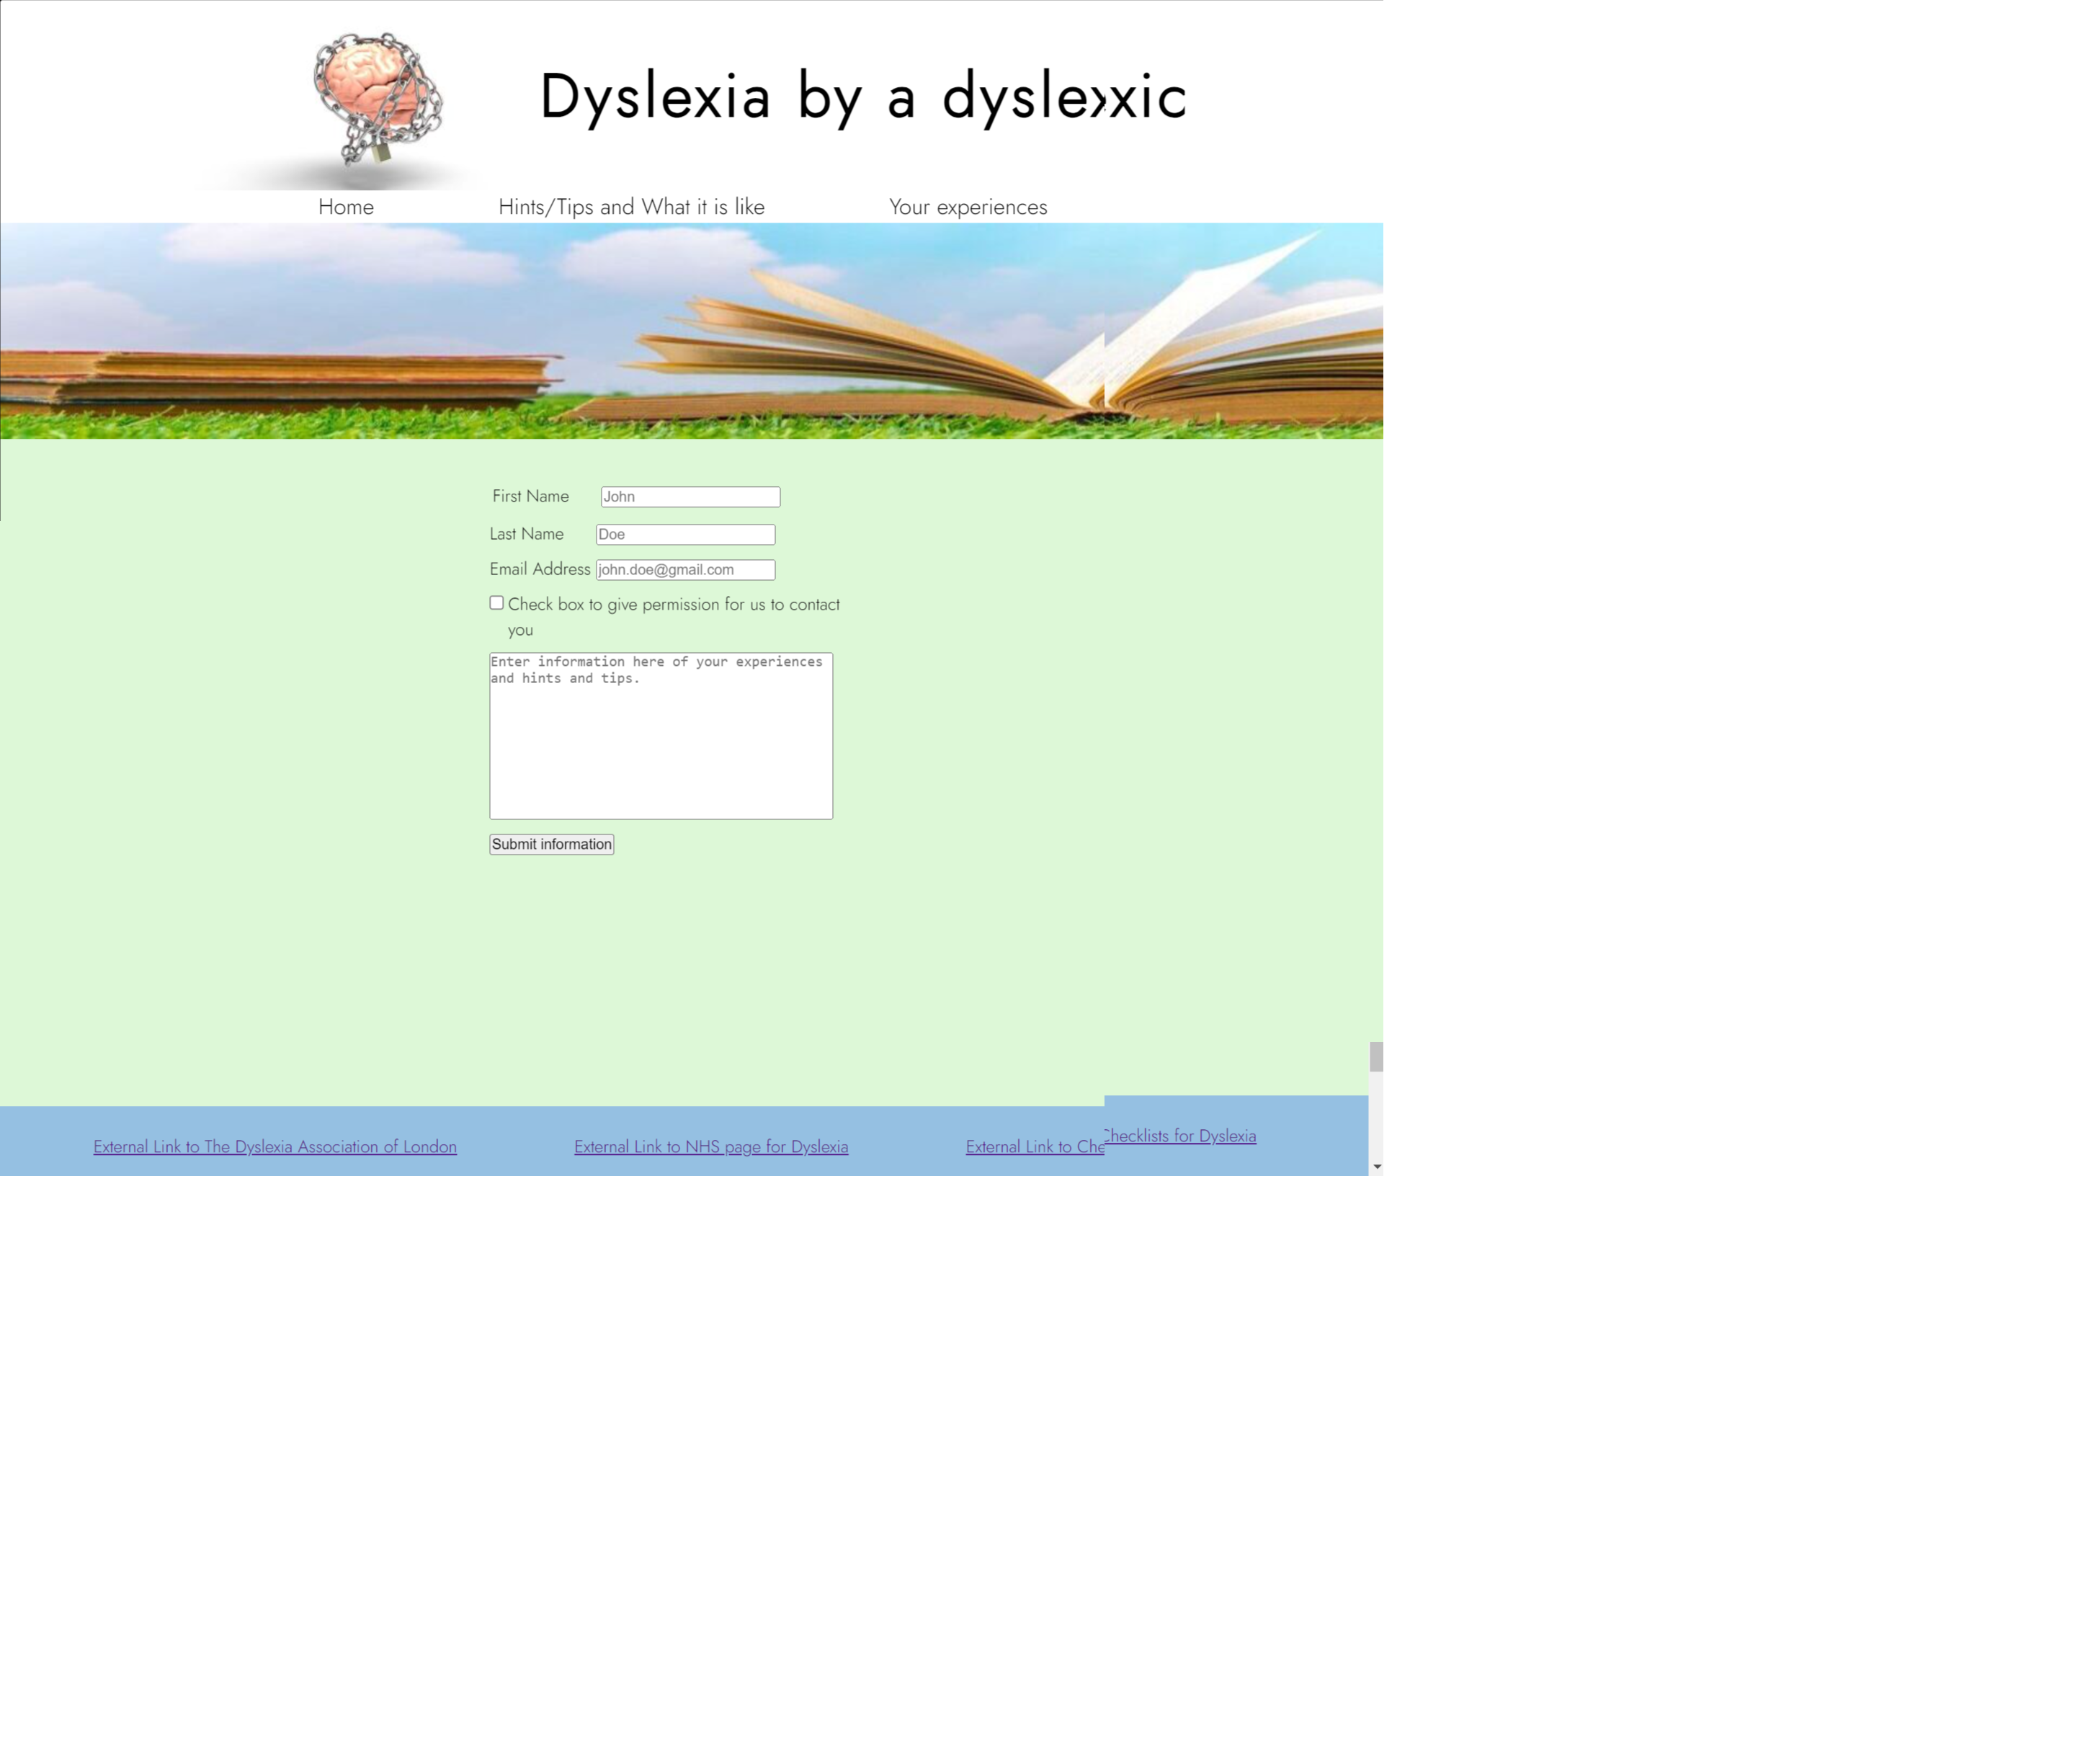 Dyslexia by a dyslexxic
Home Hints/Tips and What it is like Your experiences
First Name John
Last Name Doe
Email Address john.doe@gmail.com
Check box to give permission for us to contact
you
Enter information here of your experiences
and hints and tips.
Submit information
External Link to The Dyslexia Association of London External Link to NHS page for Dyslexia External Link to Che
Checklists for Dyslexia